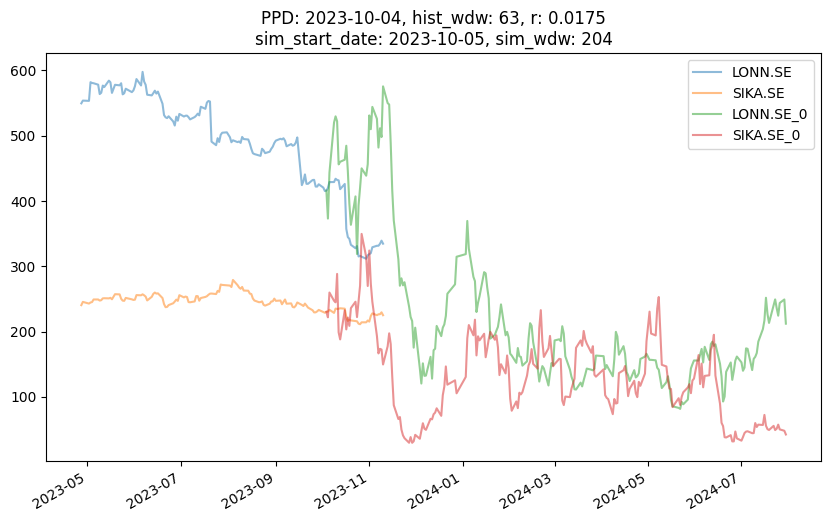 PPD: 2023-10-04, hist_wdw: 63, r: 0.0175
sim_start_date: 2023-10-05, sim_wdw: 204
LONN.SE
SIKA.SE
LONN.SE_0
SIKA.SE_0
600
500
400
300
200
100
2023-05
2023-07
2023-09
2023-11
2024-01
2024-03
2024-05
2024-07